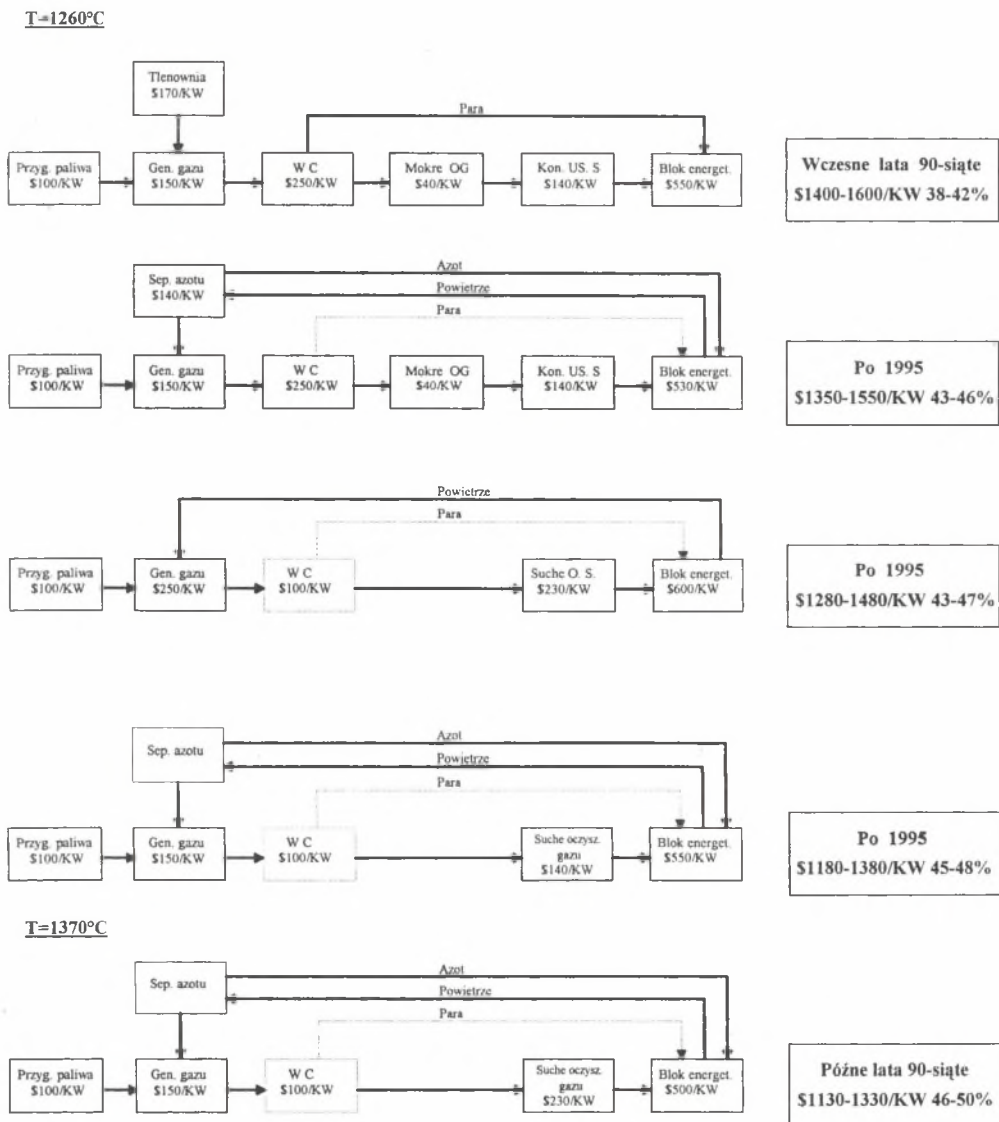 T=1260°C
Tlenownia
$170/KW
Para
Przyg. paliwa
$100/KW
Gen. gazu
$150/KW
W C
$250/KW
Mokre OG
$40/KW
Kon. US. S
$140/KW
Blok energet.
$550/KW
Wczesne lata 90-siąte
$1400-1600/KW 38-42%
Azot
Sep. azotu
$140/KW
Powietrze
Para
Przyg. paliwa
$100/KW
Gen. gazu
$150/KW
W C
$250/KW
Mokre OG
$40/KW
Kon. US. S
$140/KW
Blok energet.
$530/KW
Po 1995
$1350-1550/KW 43-46%
Powietrze
Para
Przyg. paliwa
$100/KW
Gen. gazu
$250/KW
W C
$100/KW
Suche O. S.
$230/KW
Blok energet.
$600/KW
Po 1995
$1280-1480/KW 43-47%
Azot
Sep. azotu
Powietrze
Para
Przyg. paliwa
$100/KW
Gen. gazu
$150/KW
W C
$100/KW
Suche oczysz.
gazu
$140/KW
Blok energet.
$550/KW
Po 1995
$1180-1380/KW 45-48%
T=1370°C
Azot
Sep. azotu
Powietrze
Para
Przyg. paliwa
$100/KW
Gen. gazu
$150/KW
W C
$100/KW
Suche oczysz.
gazu
$230/KW
Blok energet.
$500/KW
Późne lata 90-siąte
$1130-1330/KW 46-50%